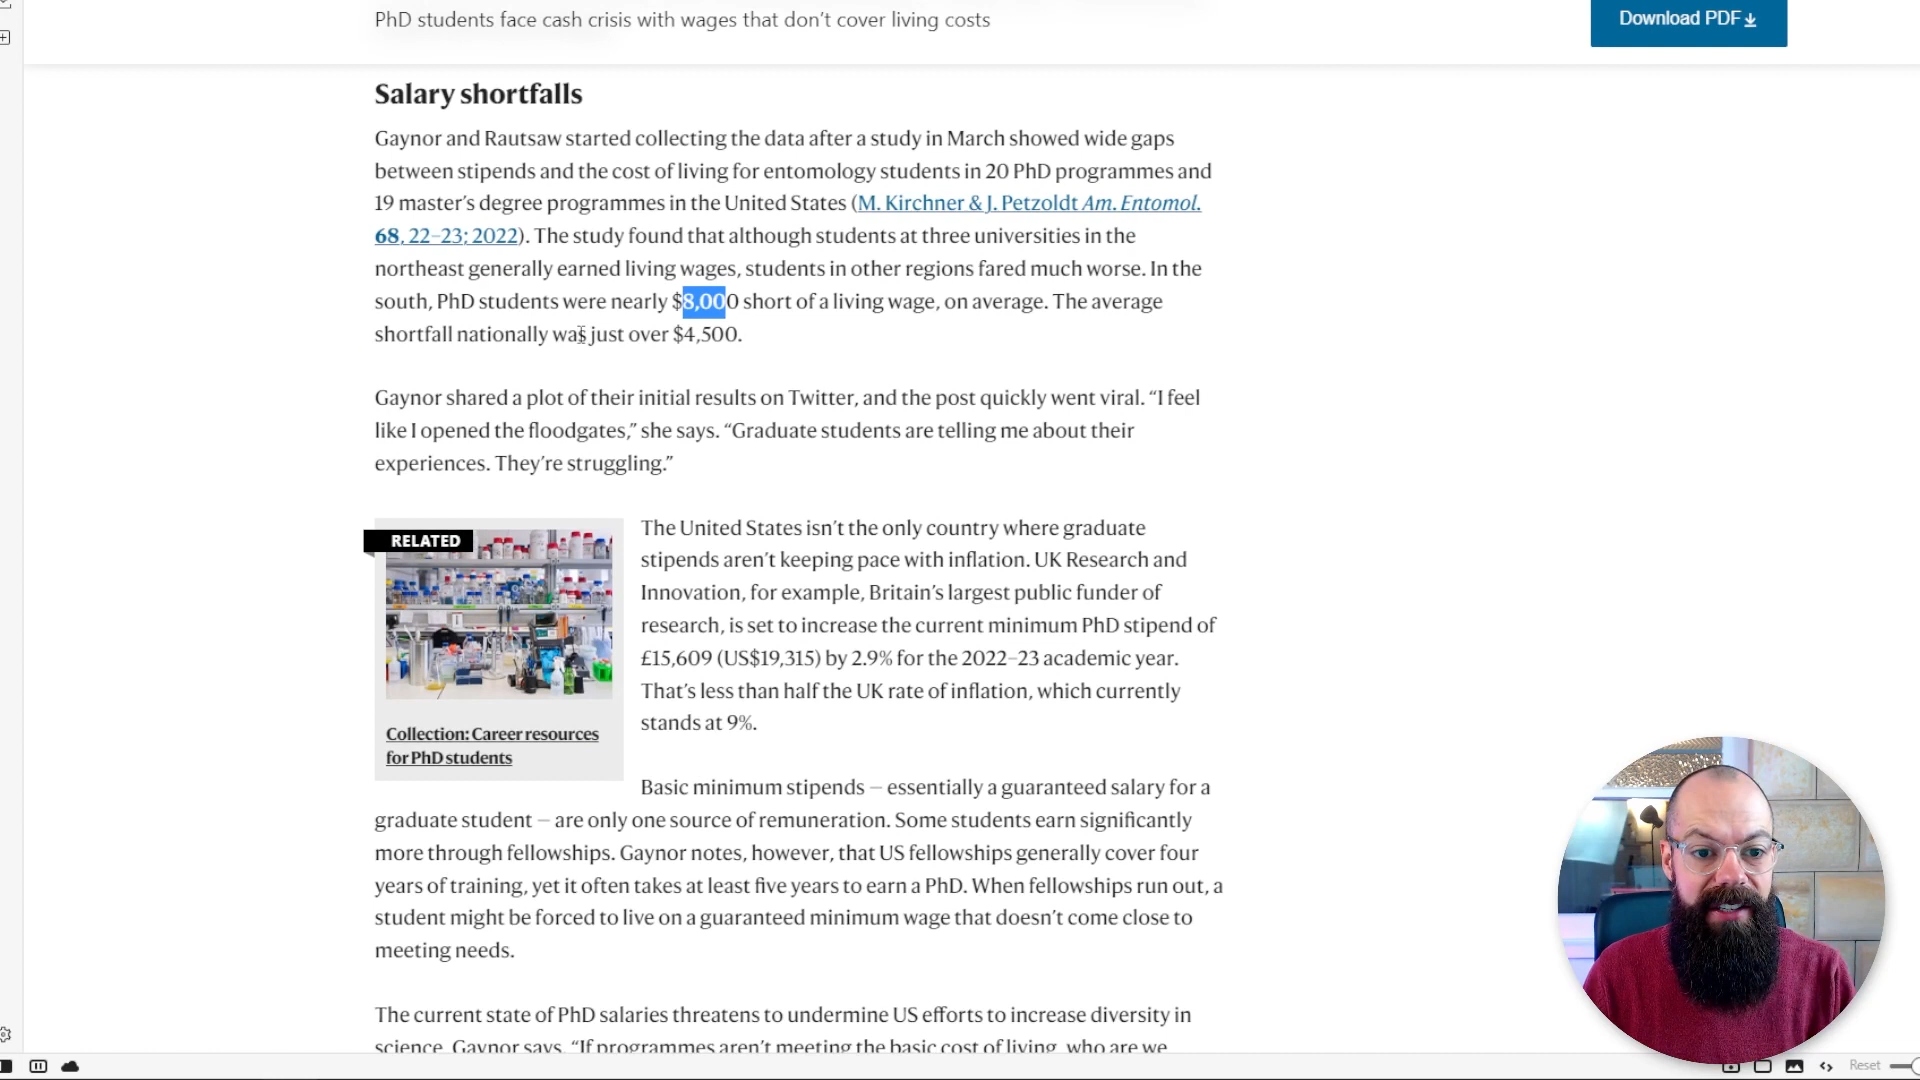 PhD students face cash crisis with wages that don’t cover living costs
Download PDF
Salary shortfalls
Gaynor and Rautsaw started collecting the data after a study in March showed wide gaps
between stipends and the cost of living for entomology students in 20 PhD programmes and
19 master’s degree programmes in the United States (M. Kirchner & J. Petzoldt Am. Entomol.
68, 22–23; 2022). The study found that although students at three universities in the
northeast generally earned living wages, students in other regions fared much worse. In the
south, PhD students were nearly $8,000 short of a living wage, on average. The average
shortfall nationally was just over $4,500.
Gaynor shared a plot of their initial results on Twitter, and the post quickly went viral. “I feel
like I opened the floodgates,” she says. “Graduate students are telling me about their
experiences. They’re struggling.”
RELATED
Collection: Career resources
for PhD students
The United States isn’t the only country where graduate
stipends aren’t keeping pace with inflation. UK Research and
Innovation, for example, Britain’s largest public funder of
research, is set to increase the current minimum PhD stipend of
£15,609 (US$19,315) by 2.9% for the 2022–23 academic year.
That’s less than half the UK rate of inflation, which currently
stands at 9%.
Basic minimum stipends — essentially a guaranteed salary for a
graduate student — are only one source of remuneration. Some students earn significantly
more through fellowships. Gaynor notes, however, that US fellowships generally cover four
years of training, yet it often takes at least five years to earn a PhD. When fellowships run out, a
student might be forced to live on a guaranteed minimum wage that doesn’t come close to
meeting needs.
The current state of PhD salaries threatens to undermine US efforts to increase diversity in
science, Gaynor says. “If programmes aren’t meeting the basic cost of living, who are we
Reset